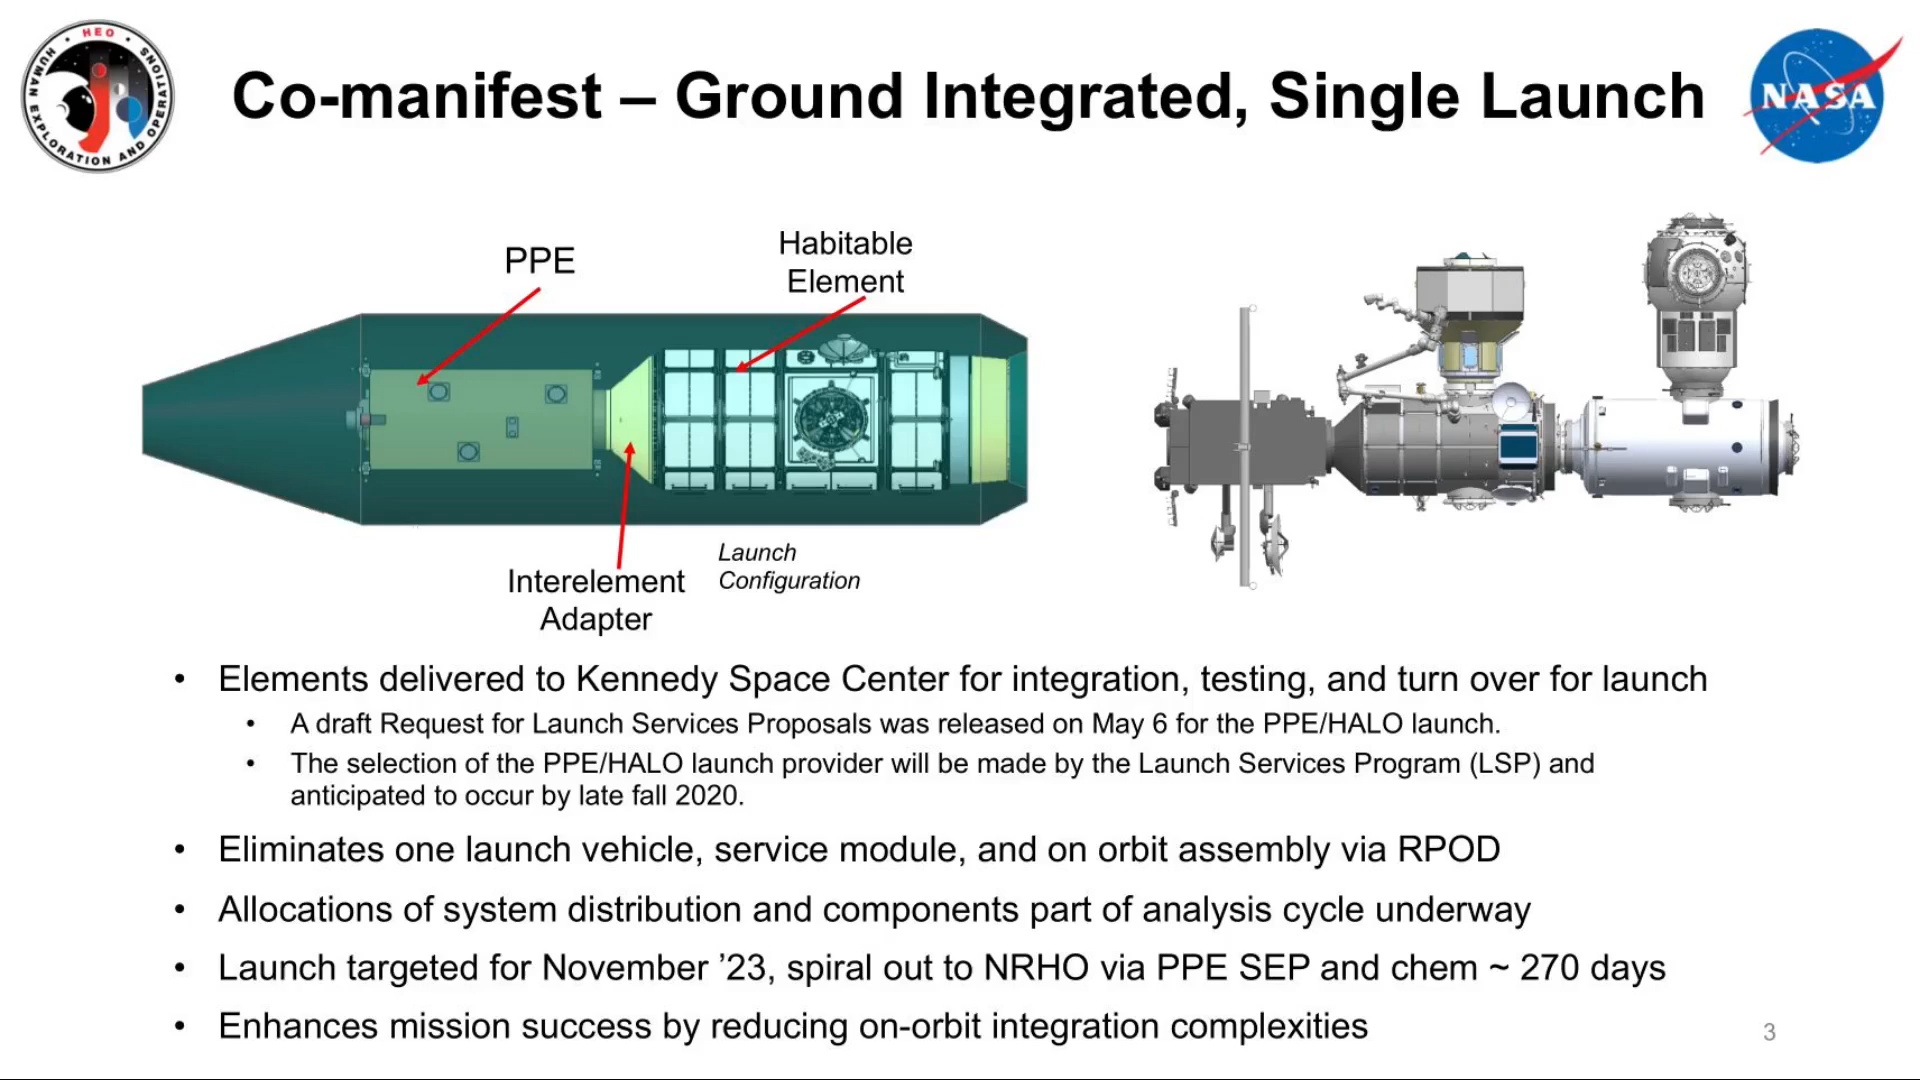 HEO
HUMAN EXPLORATION AND OPERATIONS
Co-manifest – Ground Integrated, Single Launch
NASA
PPE
Habitable
Element
Launch
Configuration
Interelement
Adapter
• Elements delivered to Kennedy Space Center for integration, testing, and turn over for launch
• A draft Request for Launch Services Proposals was released on May 6 for the PPE/HALO launch.
• The selection of the PPE/HALO launch provider will be made by the Launch Services Program (LSP) and
anticipated to occur by late fall 2020.
• Eliminates one launch vehicle, service module, and on orbit assembly via RPOD
• Allocations of system distribution and components part of analysis cycle underway
• Launch targeted for November ’23, spiral out to NRHO via PPE SEP and chem ~ 270 days
• Enhances mission success by reducing on-orbit integration complexities
3